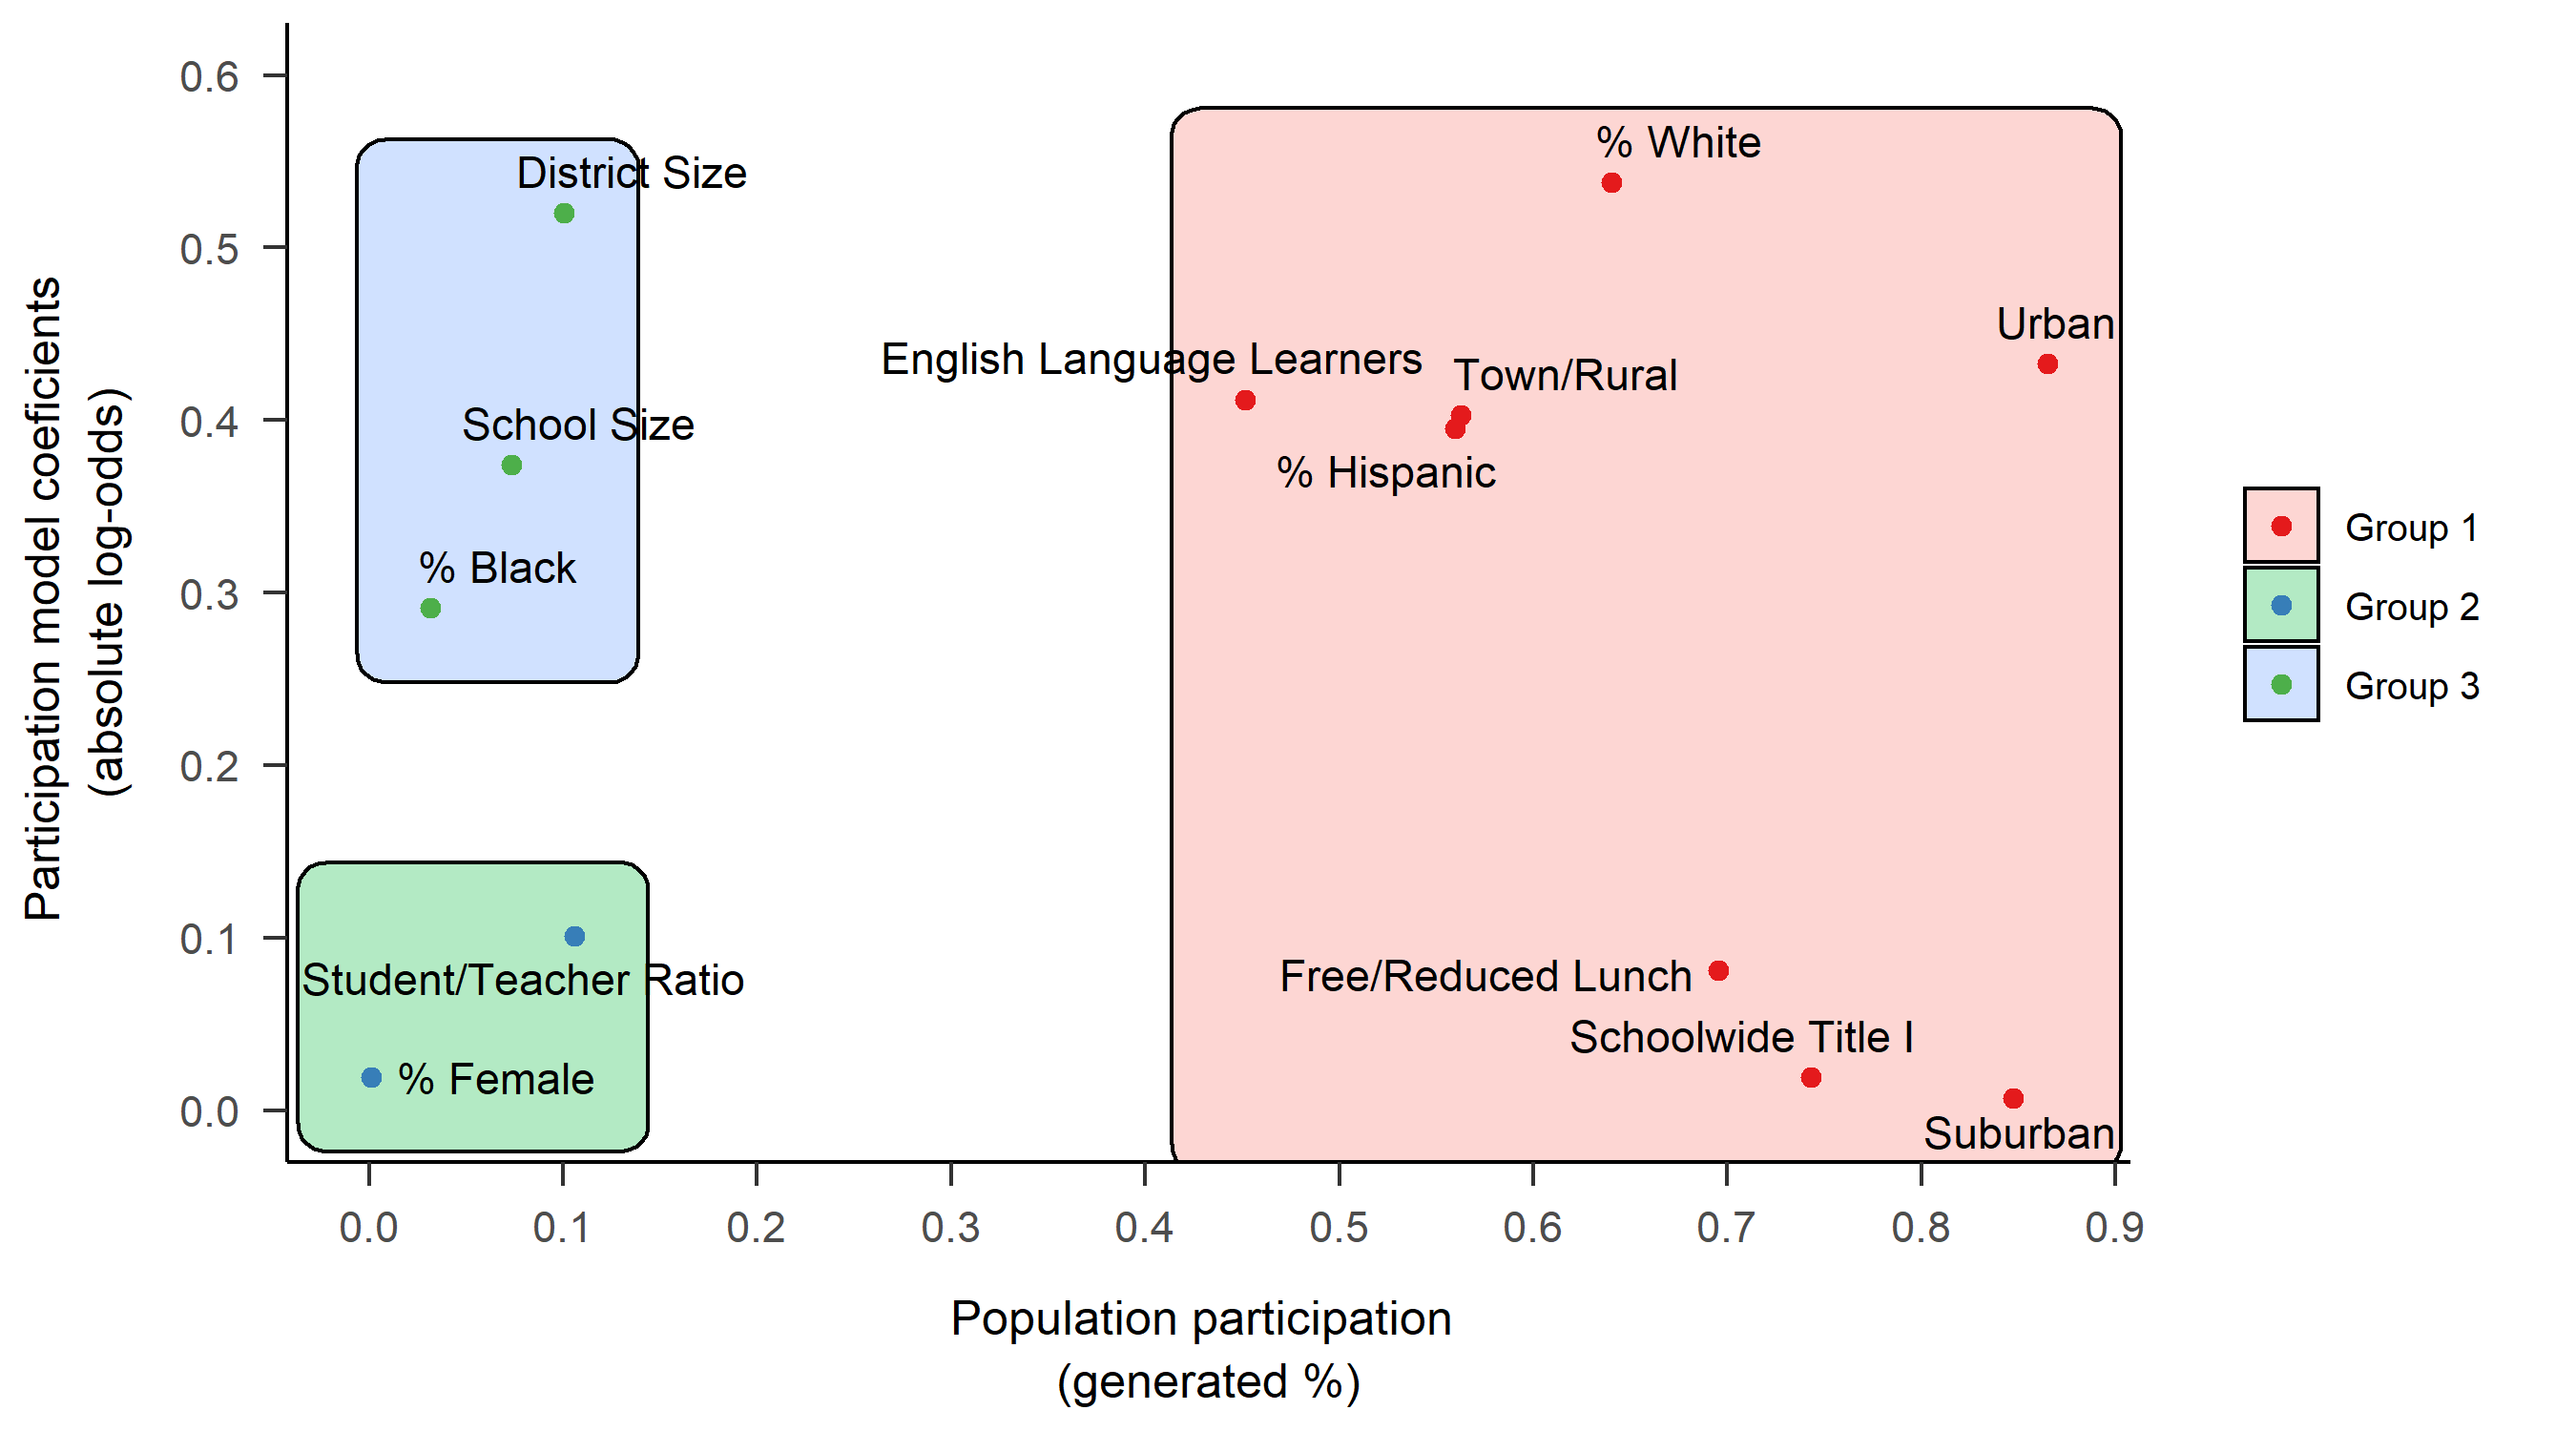 Participation model coeficients
(absolute log-odds)
0.6
0.5
0.4
0.3
0.2
0.1
0.0
% White
District Size
Urban
English Language Learners
Town/Rural
School Size
% Hispanic
% Black
Free/Reduced Lunch
Student/Teacher Ratio
Schoolwide Title I
% Female
Suburban
Group 1
Group 2
Group 3
0.0 0.1 0.2 0.3 0.4 0.5 0.6 0.7 0.8 0.9
Population participation
(generated %)